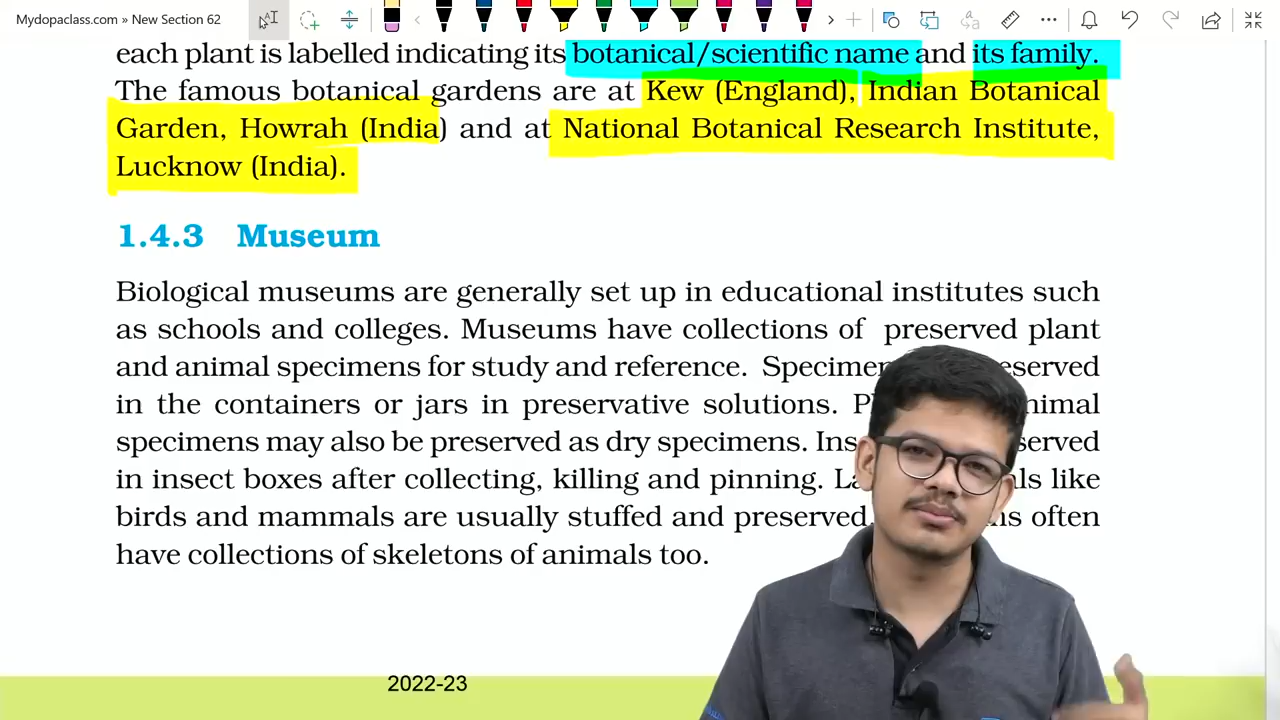 Mydopaclass.com » New Section 62
each plant is labelled indicating its botanical/scientific name and its family.
The famous botanical gardens are at Kew (England), Indian Botanical
Garden, Howrah (India) and at National Botanical Research Institute,
Lucknow (India).
1.4.3 Museum
Biological museums are generally set up in educational institutes such
as schools and colleges. Museums have collections of preserved plant
and animal specimens for study and reference.
in the containers or jars in preservative solutions.
specimens may also be preserved as dry specimens.
in insect boxes after collecting, killing and pinning. like
birds and mammals are usually stuffed and preserved. often
have collections of skeletons of animals too.
2022-23